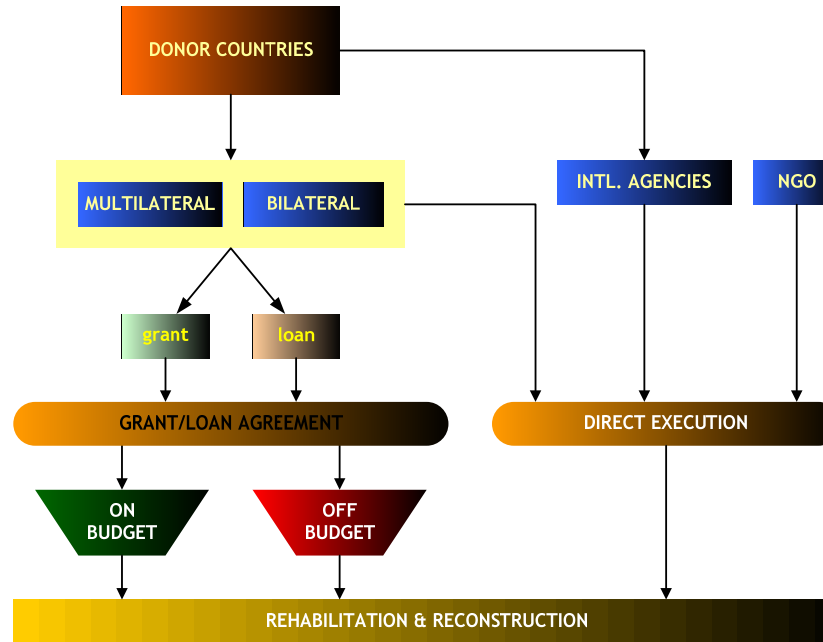 DONOR COUNTRIES
MULTILATERAL
BILATERAL
INTL. AGENCIES
NGO
grant
loan
GRANT/LOAN AGREEMENT
DIRECT EXECUTION
ON
BUDGET
OFF
BUDGET
REHABILITATION & RECONSTRUCTION